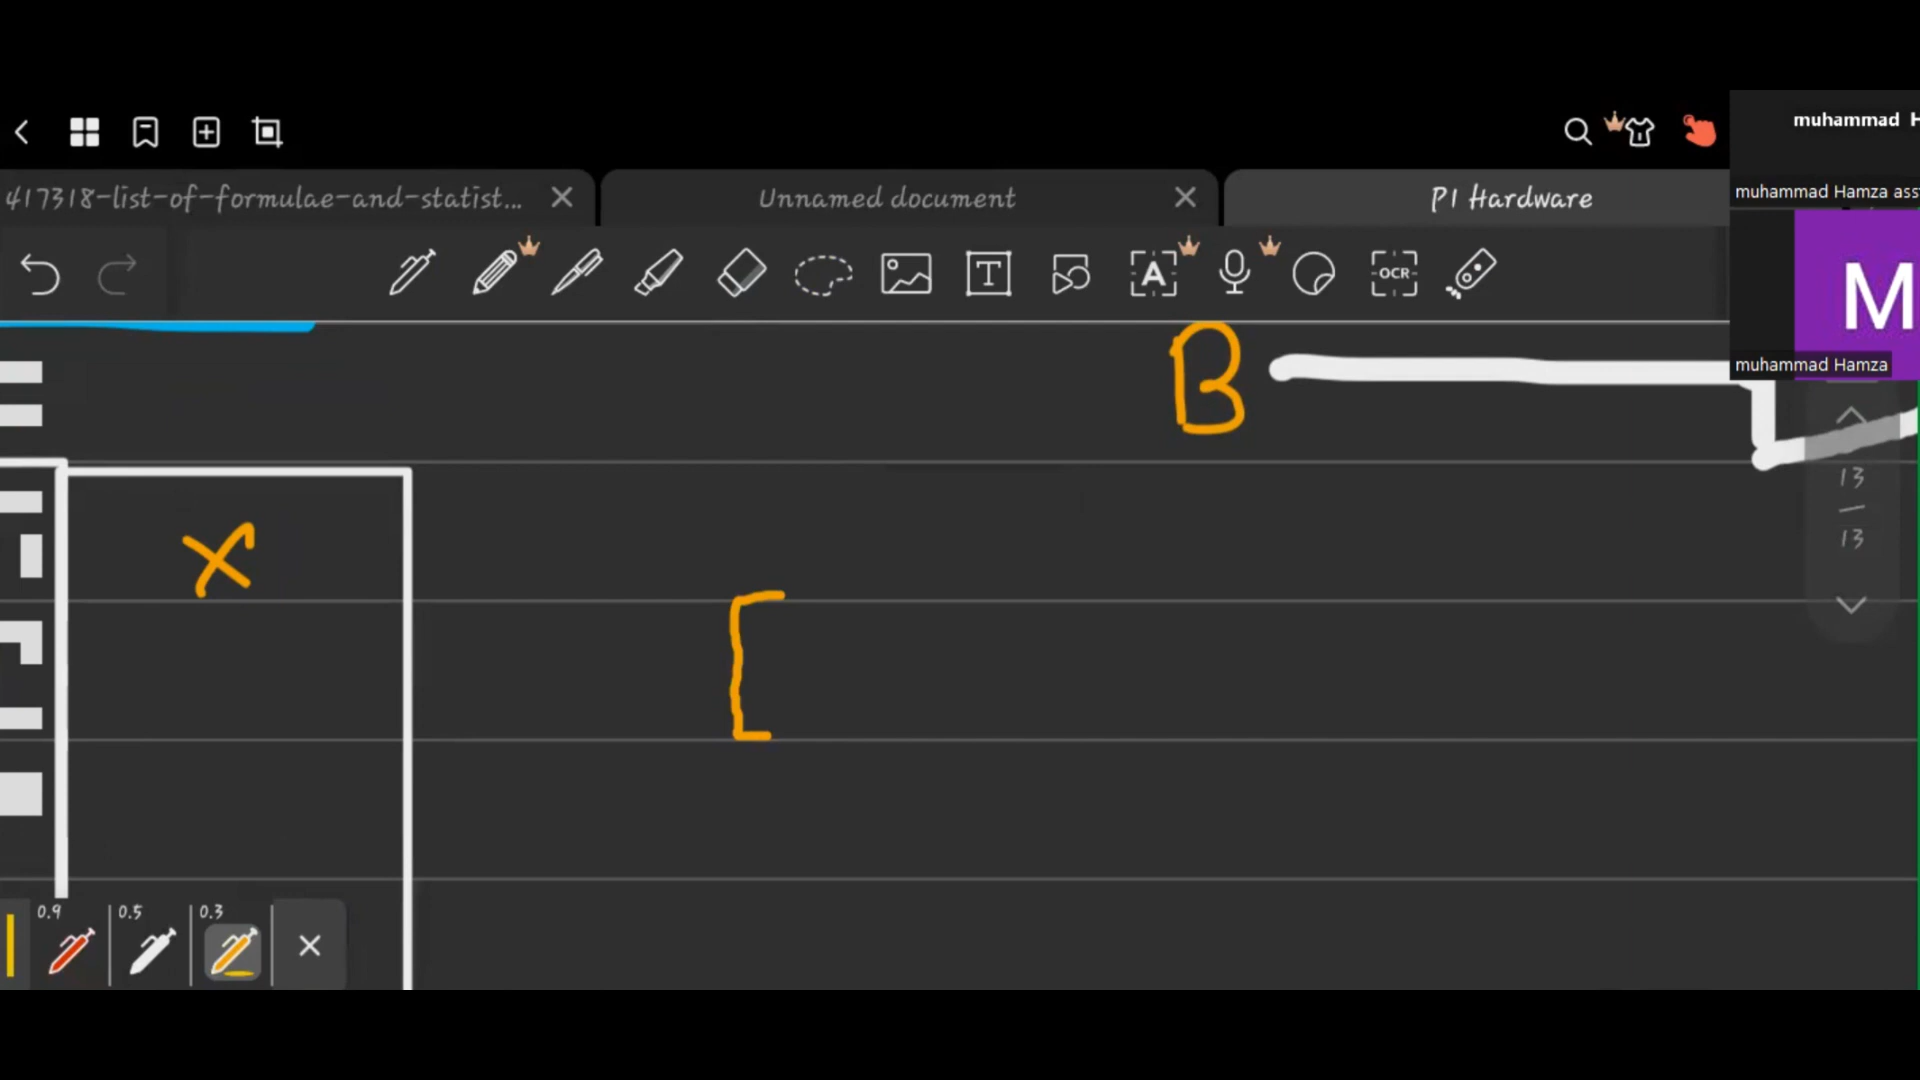 muhammad H
muhammad Hamza ass
417318-list-of-formulae-and-statist...
Unnamed document
P1 Hardware
T
A
OCR
M
muhammad Hamza
B
13
13
X
[
0.9
0.5
0.3